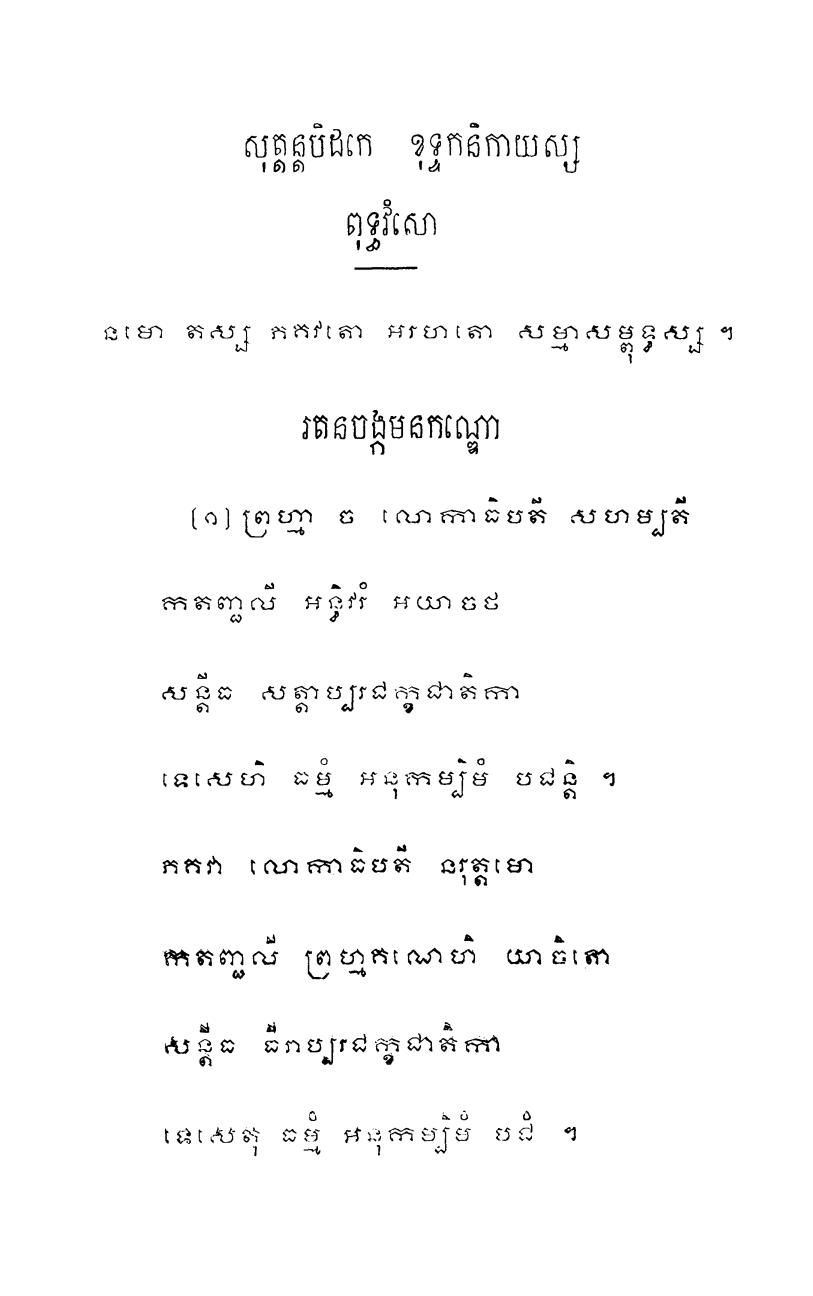 សុត្តន្តបិដកេ ខុទ្ទកនិកាយស្ស
ពុទ្ធវំសោ
នមោ តស្ស ភគវតោ អរហតោ សម្មាសម្ពុទ្ធស្ស ។
រតនចង្កមនកណ្ឌោ
(១) ព្រហ្មា ច លោកាធិបតី សហម្បតី
កតញ្ជលី អនធិវរំ អយាចថ
សន្តីធ សត្តាប្បរជក្ខជាតិកា
ទេសេហិ ធម្មំ អនុកម្បិមំ បជន្តិ ។
ភគវា លោកាធិបតី នរុត្តមោ
កតញ្ជលី ព្រហ្មគណេហិ យាចិតោ
សន្តីធ ធីរាប្បរជក្ខជាតិកា
ទេសេតុ ធម្មំ អនុកម្បិមំ បជំ ។